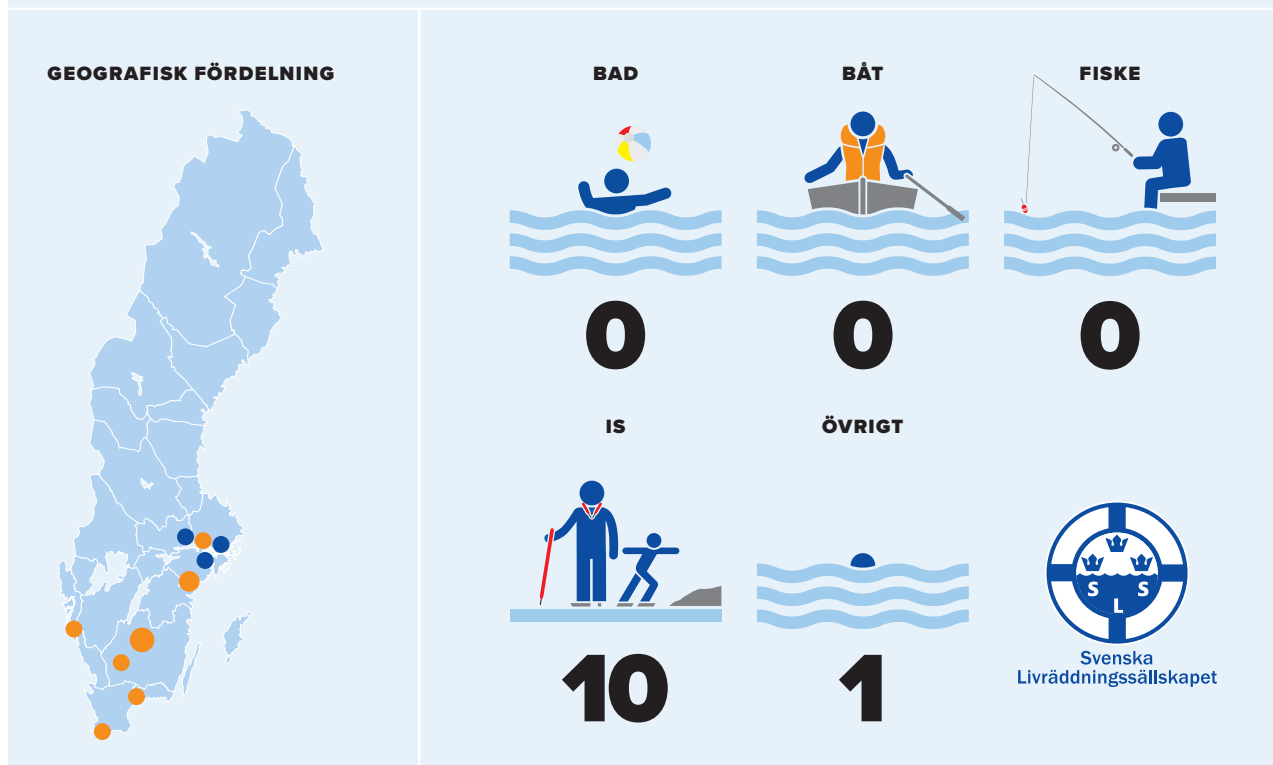 GEOGRAFISK FÖRDELNING
BAD
BÅT
FISKE
0
0
0
IS
ÖVRIGT
10
1
S
L
S
Svenska
Livräddningssällskapet